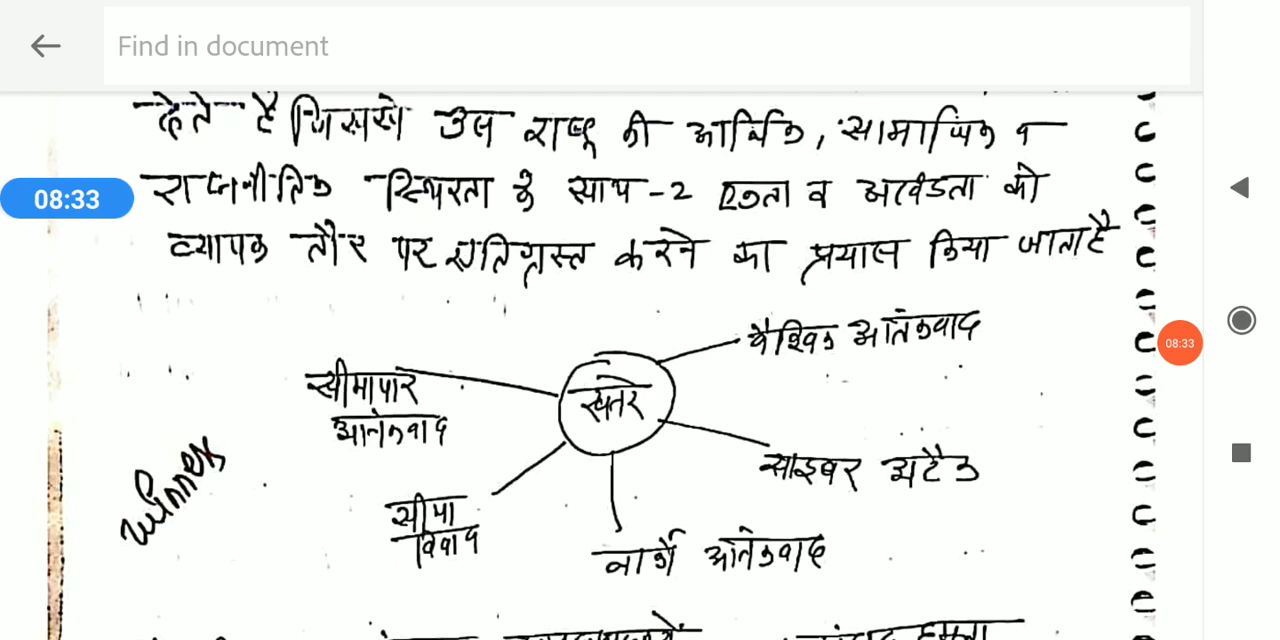 Find in document
देते है जिससे उस राष्ट्र की आर्थिक, सामाजिक व
08:33
राजनीतिक स्थिरता के साथ-2 एकता व अखंडता को
व्यापक तौर पर क्षतिग्रस्त करने का प्रयास किया जाता है
वैश्विक आतंकवाद
08:33
सीमापार
आतंकवाद
खतरे
साइबर अटैक
winner
सीमा
विवाद
नार्को आतंकवाद